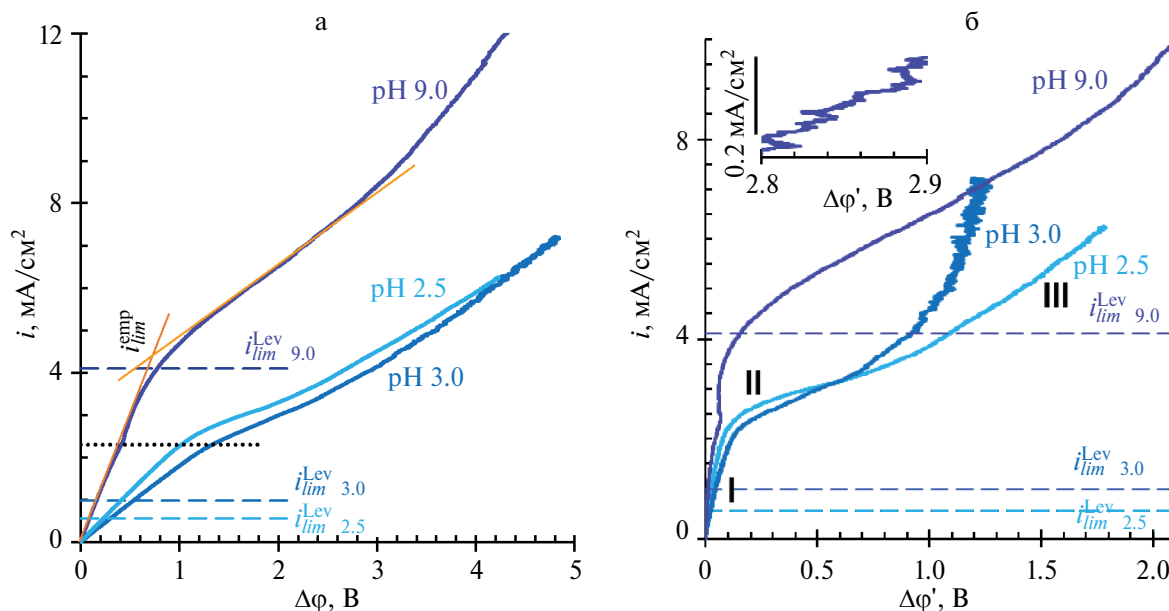 а
12
8
4
0
i, мА/см²
pH 9.0
i_lim^emp
i_lim^Lev 9.0
pH 2.5
pH 3.0
i_lim^Lev 3.0
i_lim^Lev 2.5
0 1 2 3 4 5
Δφ, В
б
8
4
0
i, мА/см²
0.2 мА/см²
2.8 2.9
Δφ', В
pH 9.0
pH 3.0
pH 2.5
III
i_lim^Lev 9.0
II
i_lim^Lev 3.0
I
i_lim^Lev 2.5
0 0.5 1.0 1.5 2.0
Δφ', В